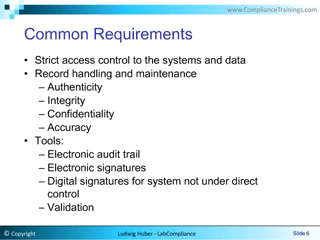 www.ComplianceTrainings.com
Common Requirements
• Strict access control to the systems and data
• Record handling and maintenance
– Authenticity
– Integrity
– Confidentiality
– Accuracy
• Tools:
– Electronic audit trail
– Electronic signatures
– Digital signatures for system not under direct
control
– Validation
© Copyright
Ludwig Huber - LabCompliance
Slide 6